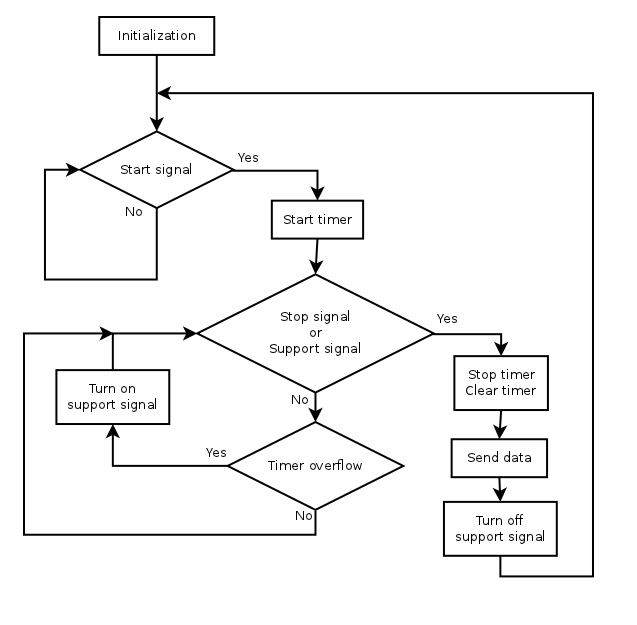 Initialization
Start signal
Yes
No
Start timer
Stop signal
or
Support signal
Yes
No
Stop timer
Clear timer
Turn on
support signal
Yes
Timer overflow
No
Send data
Turn off
support signal